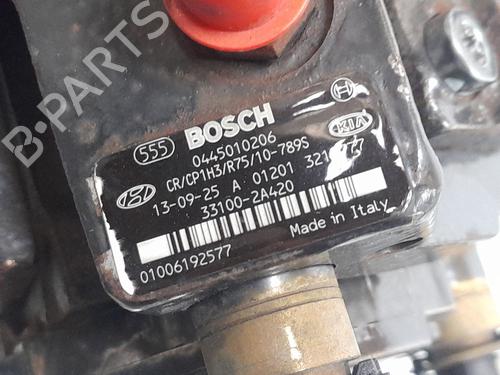 B-PARTS
555 BOSCH
0445010206
CR/CP1H3/R75/10-789S
KIA
13-09-25 A 01201
33100-2A420
Made in Italy
01006192577